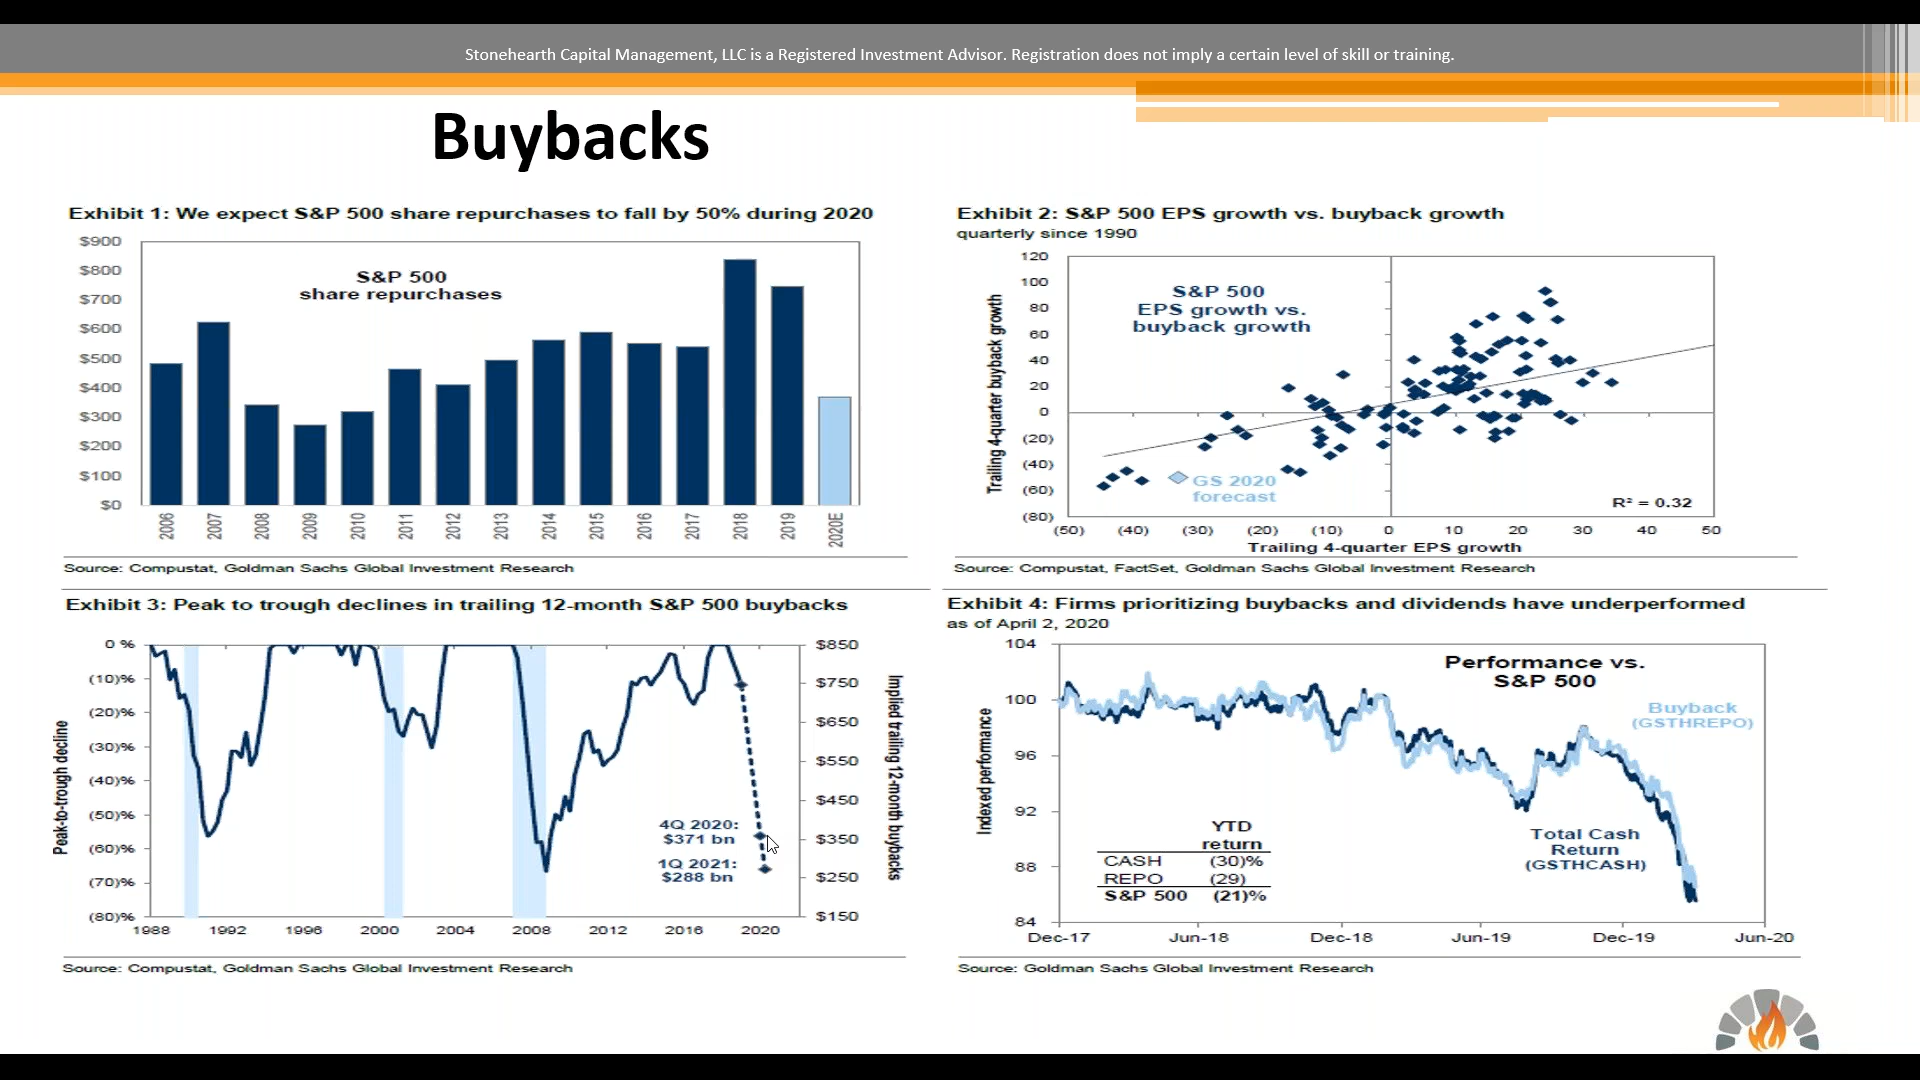 Stonehearth Capital Management, LLC is a Registered Investment Advisor. Registration does not imply a certain level of skill or training.
Buybacks
Exhibit 1: We expect S&P 500 share repurchases to fall by 50% during 2020
$900
$800
$700
$600
$500
$400
$300
$200
$100
$0
S&P 500
share repurchases
2006
2007
2008
2009
2010
2011
2012
2013
2014
2015
2016
2017
2018
2019
2020E
Source: Compustat, Goldman Sachs Global Investment Research
Exhibit 2: S&P 500 EPS growth vs. buyback growth
quarterly since 1990
Trailing 4-quarter buyback growth
120
100
80
60
40
20
0
(20)
(40)
(60)
(80)
S&P 500
EPS growth vs.
buyback growth
GS 2020
forecast
R² = 0.32
(50)
(40)
(30)
(20)
(10)
0
10
20
30
40
50
Trailing 4-quarter EPS growth
Source: Compustat, FactSet, Goldman Sachs Global Investment Research
Exhibit 3: Peak to trough declines in trailing 12-month S&P 500 buybacks
Peak-to-trough decline
0 %
(10)%
(20)%
(30)%
(40)%
(50)%
(60)%
(70)%
(80)%
4Q 2020:
$371 bn
1Q 2021:
$288 bn
$850
$750
$650
$550
$450
$350
$250
$150
Implied trailing 12-month buybacks
1988
1992
1996
2000
2004
2008
2012
2016
2020
Source: Compustat, Goldman Sachs Global Investment Research
Exhibit 4: Firms prioritizing buybacks and dividends have underperformed
as of April 2, 2020
Indexed performance
104
100
96
92
88
84
Performance vs.
S&P 500
Buyback
(GSTHREPO)
Total Cash
Return
(GSTHCASH)
YTD
return
CASH (30)%
REPO (29)
S&P 500 (21)%
Dec-17
Jun-18
Dec-18
Jun-19
Dec-19
Jun-20
Source: Goldman Sachs Global Investment Research